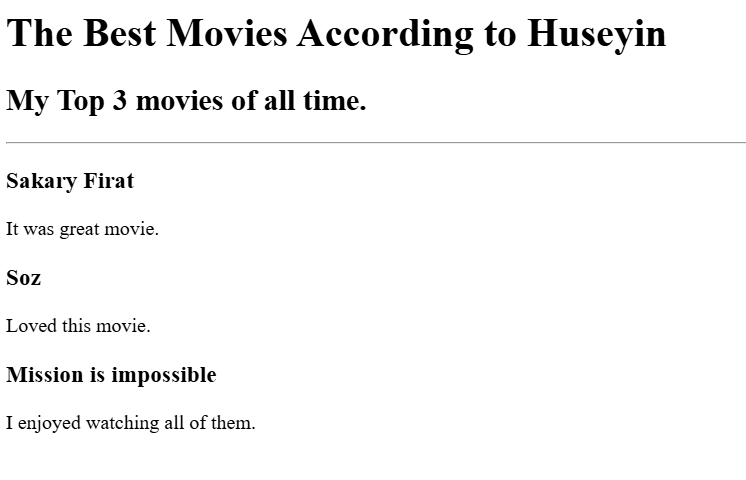 The Best Movies According to Huseyin
My Top 3 movies of all time.
Sakary Firat
It was great movie.
Soz
Loved this movie.
Mission is impossible
I enjoyed watching all of them.